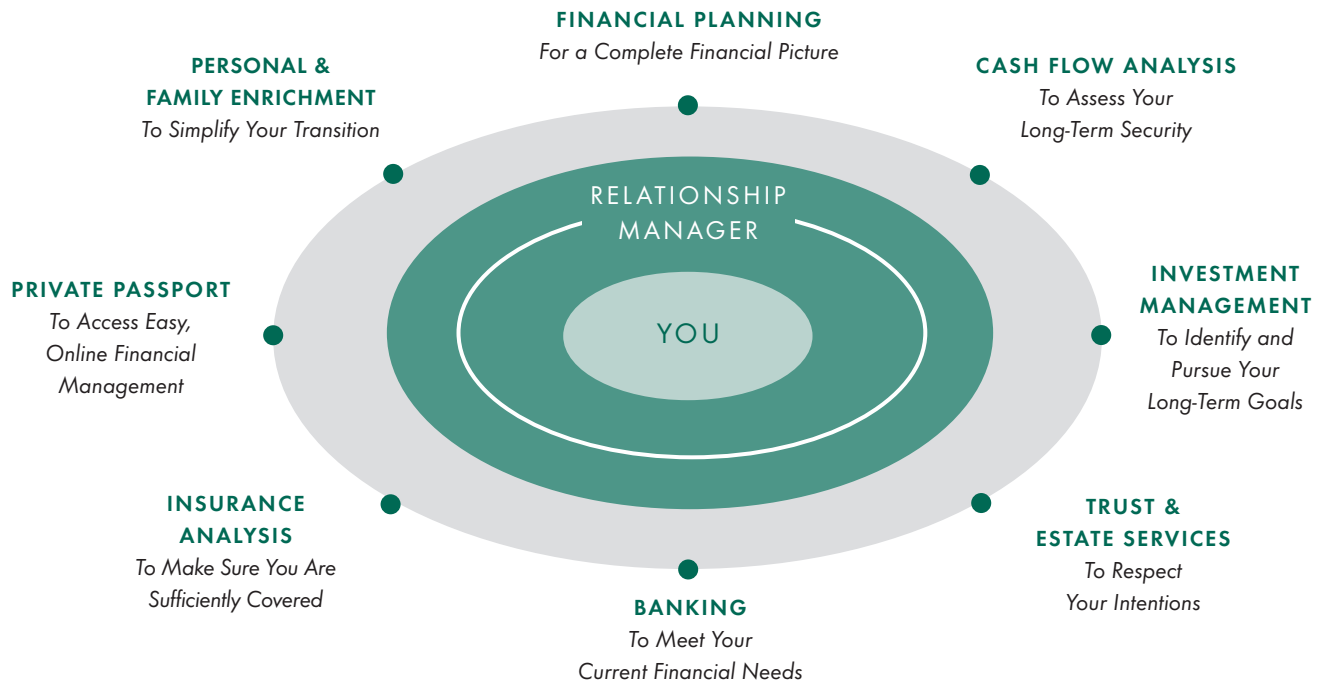 FINANCIAL PLANNING
For a Complete Financial Picture
CASH FLOW ANALYSIS
To Assess Your
Long-Term Security
INVESTMENT
MANAGEMENT
To Identify and
Pursue Your
Long-Term Goals
TRUST &
ESTATE SERVICES
To Respect
Your Intentions
BANKING
To Meet Your
Current Financial Needs
INSURANCE
ANALYSIS
To Make Sure You Are
Sufficiently Covered
PRIVATE PASSPORT
To Access Easy,
Online Financial
Management
PERSONAL &
FAMILY ENRICHMENT
To Simplify Your Transition
RELATIONSHIP
MANAGER
YOU